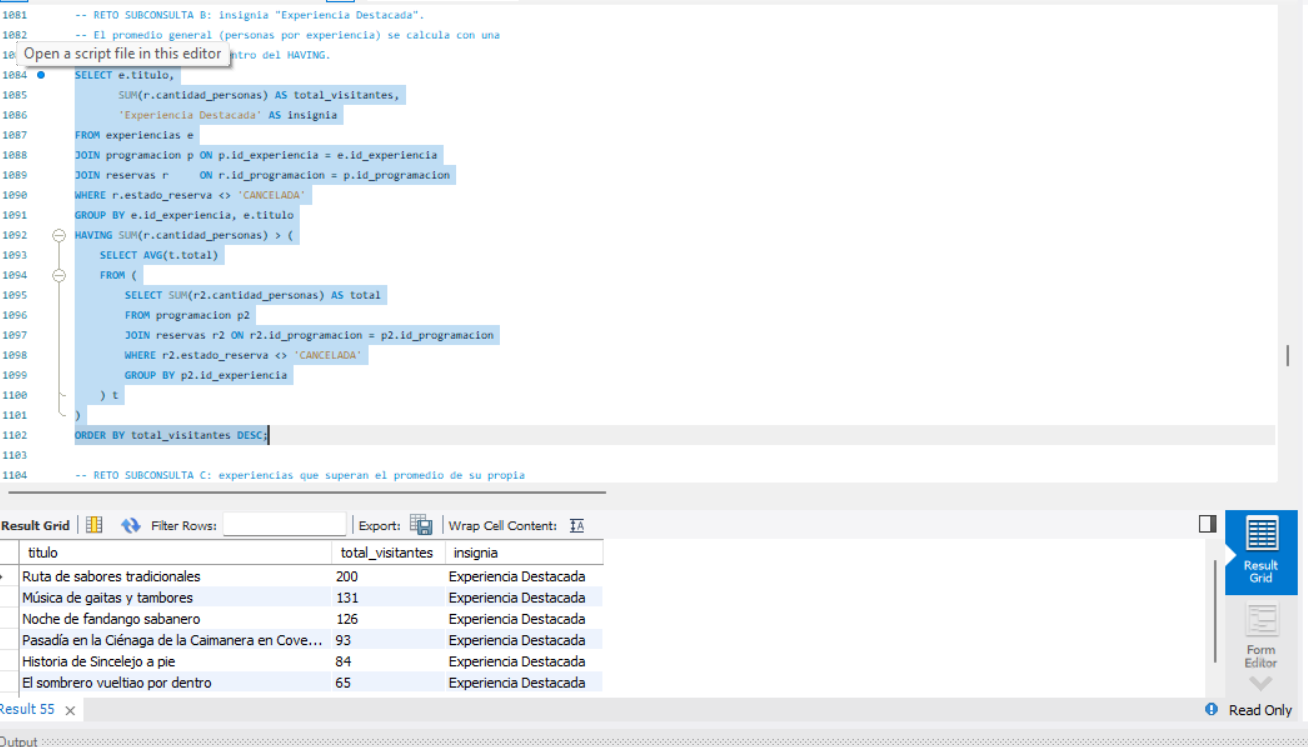 1081 -- RETO SUBCONSULTA B: insignia "Experiencia Destacada".
1082 -- El promedio general (personas por experiencia) se calcula con una
Open a script file in this editor
ntro del HAVING.
1084 SELECT e.titulo,
1085 SUM(r.cantidad_personas) AS total_visitantes,
1086 'Experiencia Destacada' AS insignia
1087 FROM experiencias e
1088 JOIN programacion p ON p.id_experiencia = e.id_experiencia
1089 JOIN reservas r ON r.id_programacion = p.id_programacion
1090 WHERE r.estado_reserva <> 'CANCELADA'
1091 GROUP BY e.id_experiencia, e.titulo
1092 HAVING SUM(r.cantidad_personas) > (
1093 SELECT AVG(t.total)
1094 FROM (
1095 SELECT SUM(r2.cantidad_personas) AS total
1096 FROM programacion p2
1097 JOIN reservas r2 ON r2.id_programacion = p2.id_programacion
1098 WHERE r2.estado_reserva <> 'CANCELADA'
1099 GROUP BY p2.id_experiencia
1100 ) t
1101 )
1102 ORDER BY total_visitantes DESC;
1103
1104 -- RETO SUBCONSULTA C: experiencias que superan el promedio de su propia
Result Grid Filter Rows: Export: Wrap Cell Content:
titulo total_visitantes insignia
Ruta de sabores tradicionales 200 Experiencia Destacada
Música de gaitas y tambores 131 Experiencia Destacada
Noche de fandango sabanero 126 Experiencia Destacada
Pasadía en la Ciénaga de la Caimanera en Cove... 93 Experiencia Destacada
Historia de Sincelejo a pie 84 Experiencia Destacada
El sombrero vueltiao por dentro 65 Experiencia Destacada
Result
Grid
Form
Editor
Result 55
Read Only
Output